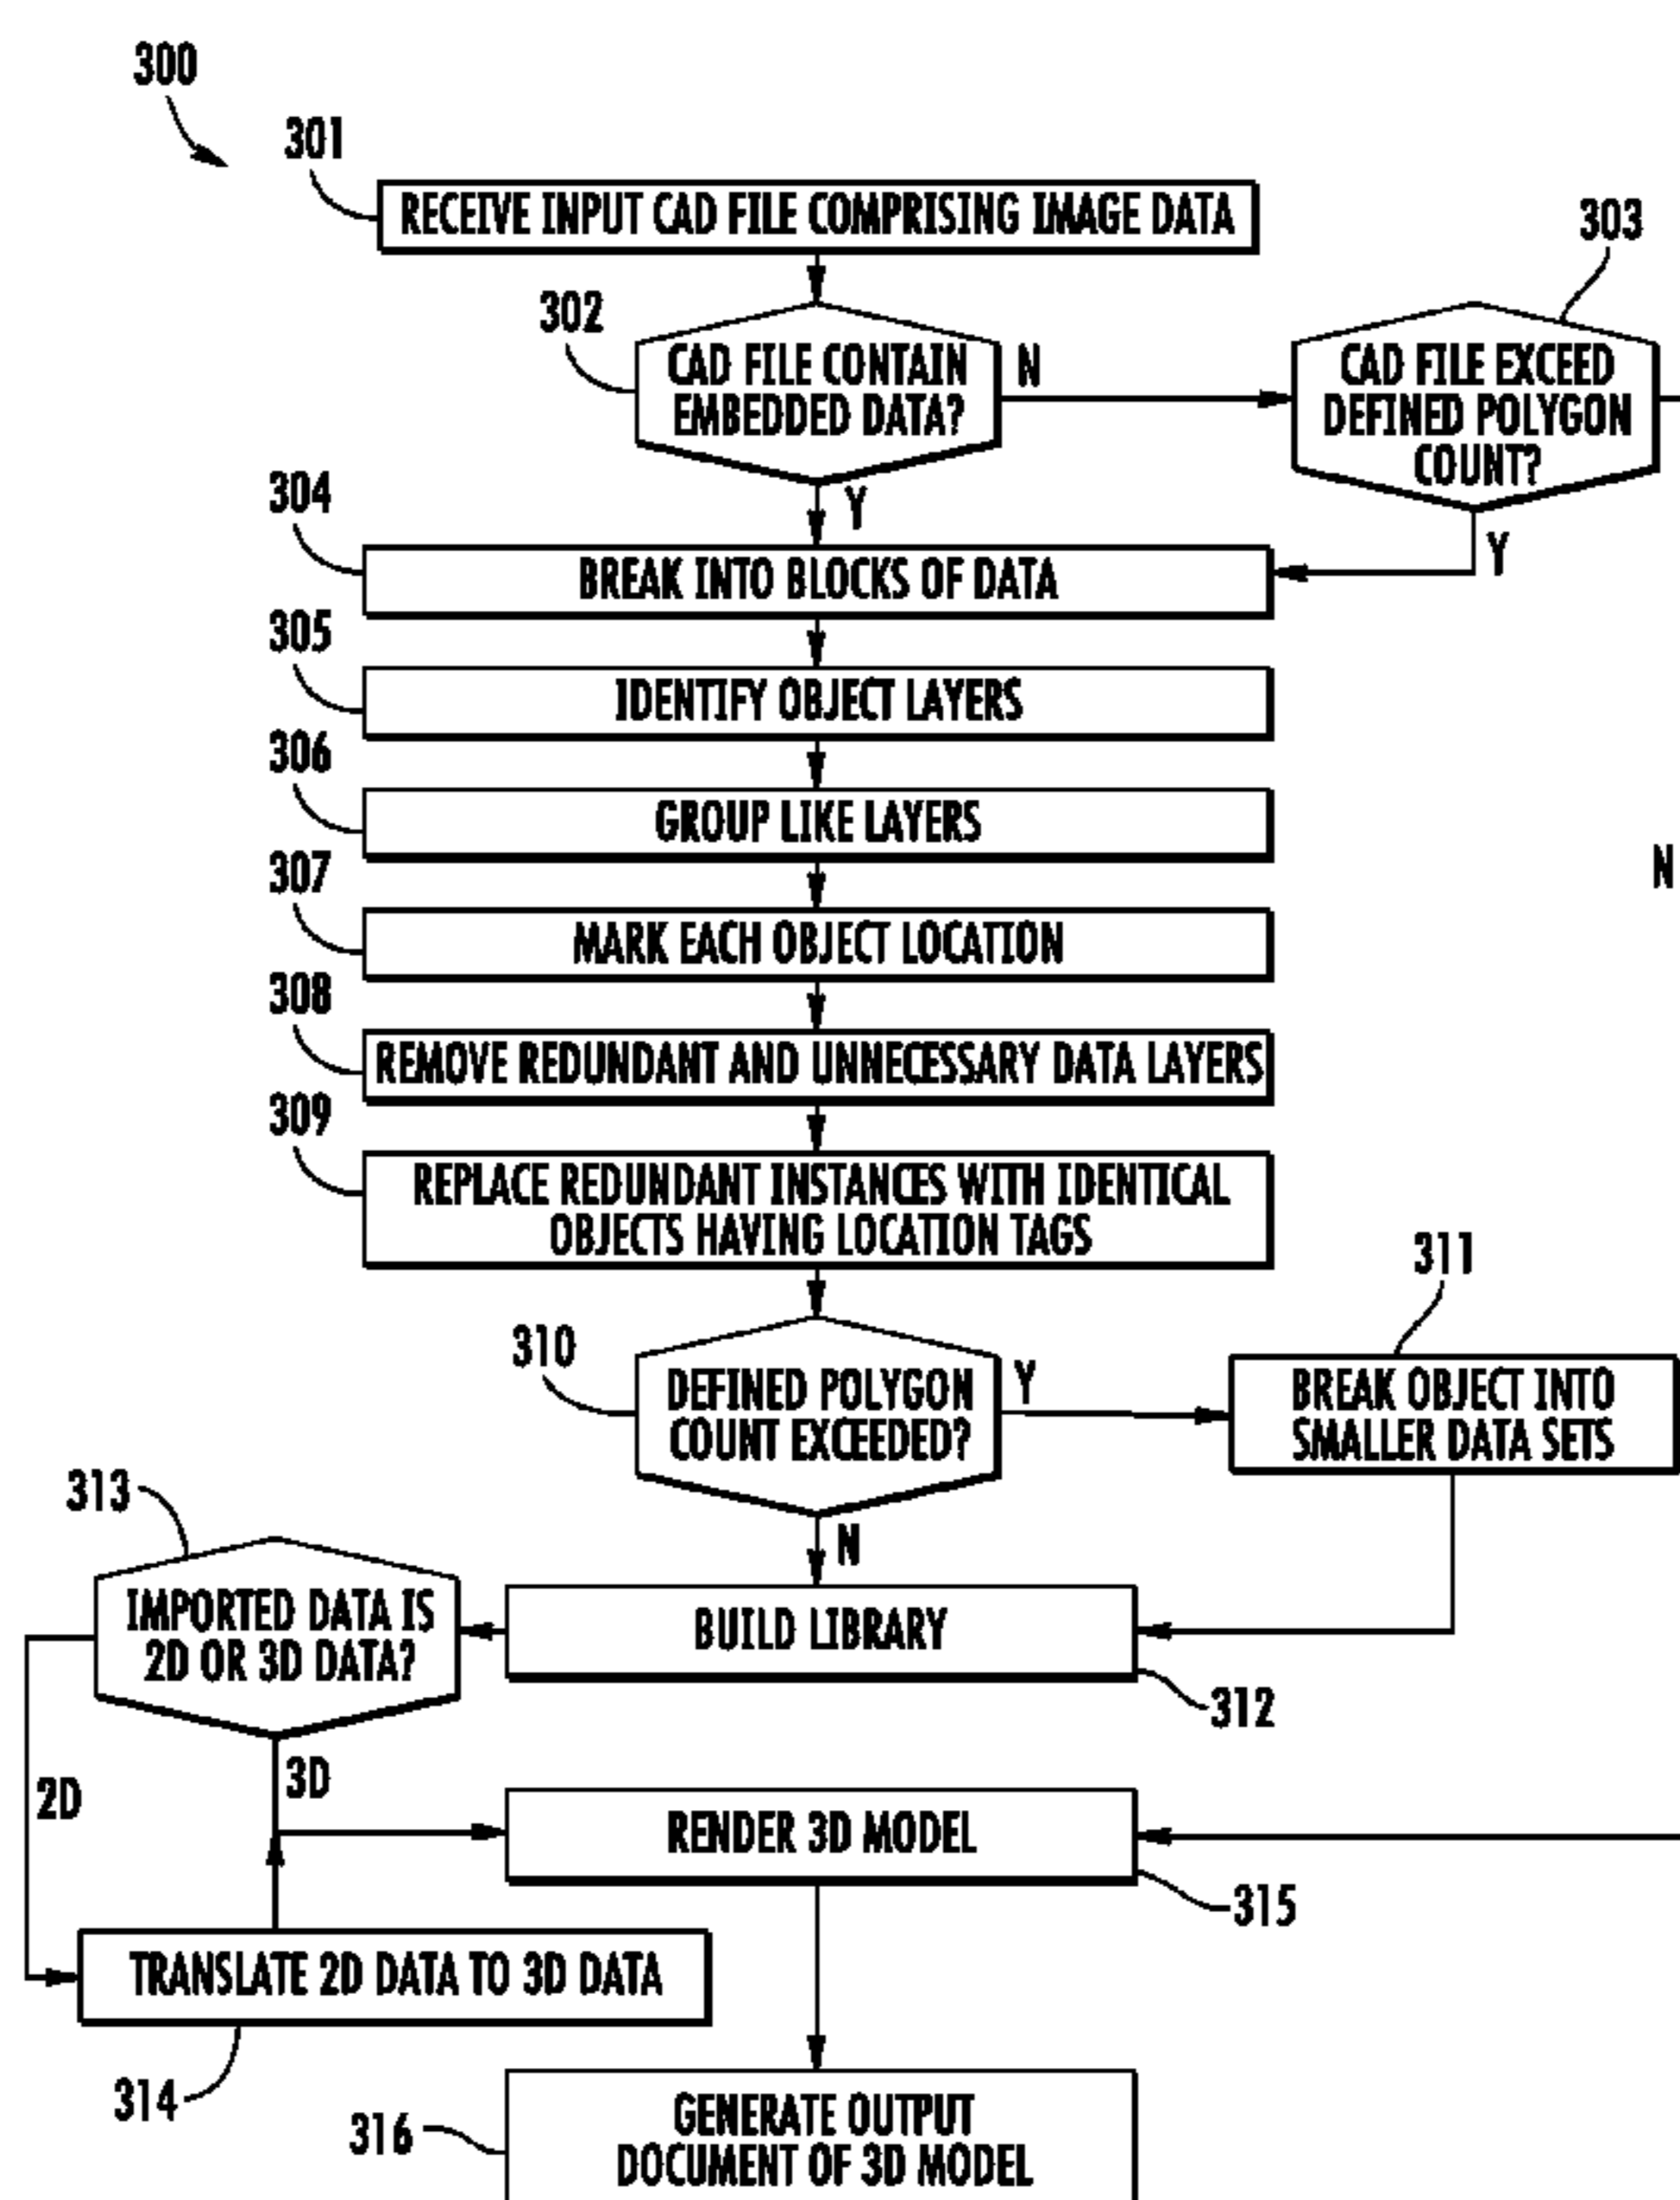 300
301
RECEIVE INPUT CAD FILE COMPRISING IMAGE DATA
302
CAD FILE CONTAIN
EMBEDDED DATA?
N
303
CAD FILE EXCEED
DEFINED POLYGON
COUNT?
Y
Y
N
304
BREAK INTO BLOCKS OF DATA
305
IDENTIFY OBJECT LAYERS
306
GROUP LIKE LAYERS
307
MARK EACH OBJECT LOCATION
308
REMOVE REDUNDANT AND UNNECESSARY DATA LAYERS
309
REPLACE REDUNDANT INSTANCES WITH IDENTICAL
OBJECTS HAVING LOCATION TAGS
310
DEFINED POLYGON
COUNT EXCEEDED?
Y
311
BREAK OBJECT INTO
SMALLER DATA SETS
N
313
IMPORTED DATA IS
2D OR 3D DATA?
BUILD LIBRARY
312
2D
3D
RENDER 3D MODEL
315
TRANSLATE 2D DATA TO 3D DATA
314
316
GENERATE OUTPUT
DOCUMENT OF 3D MODEL